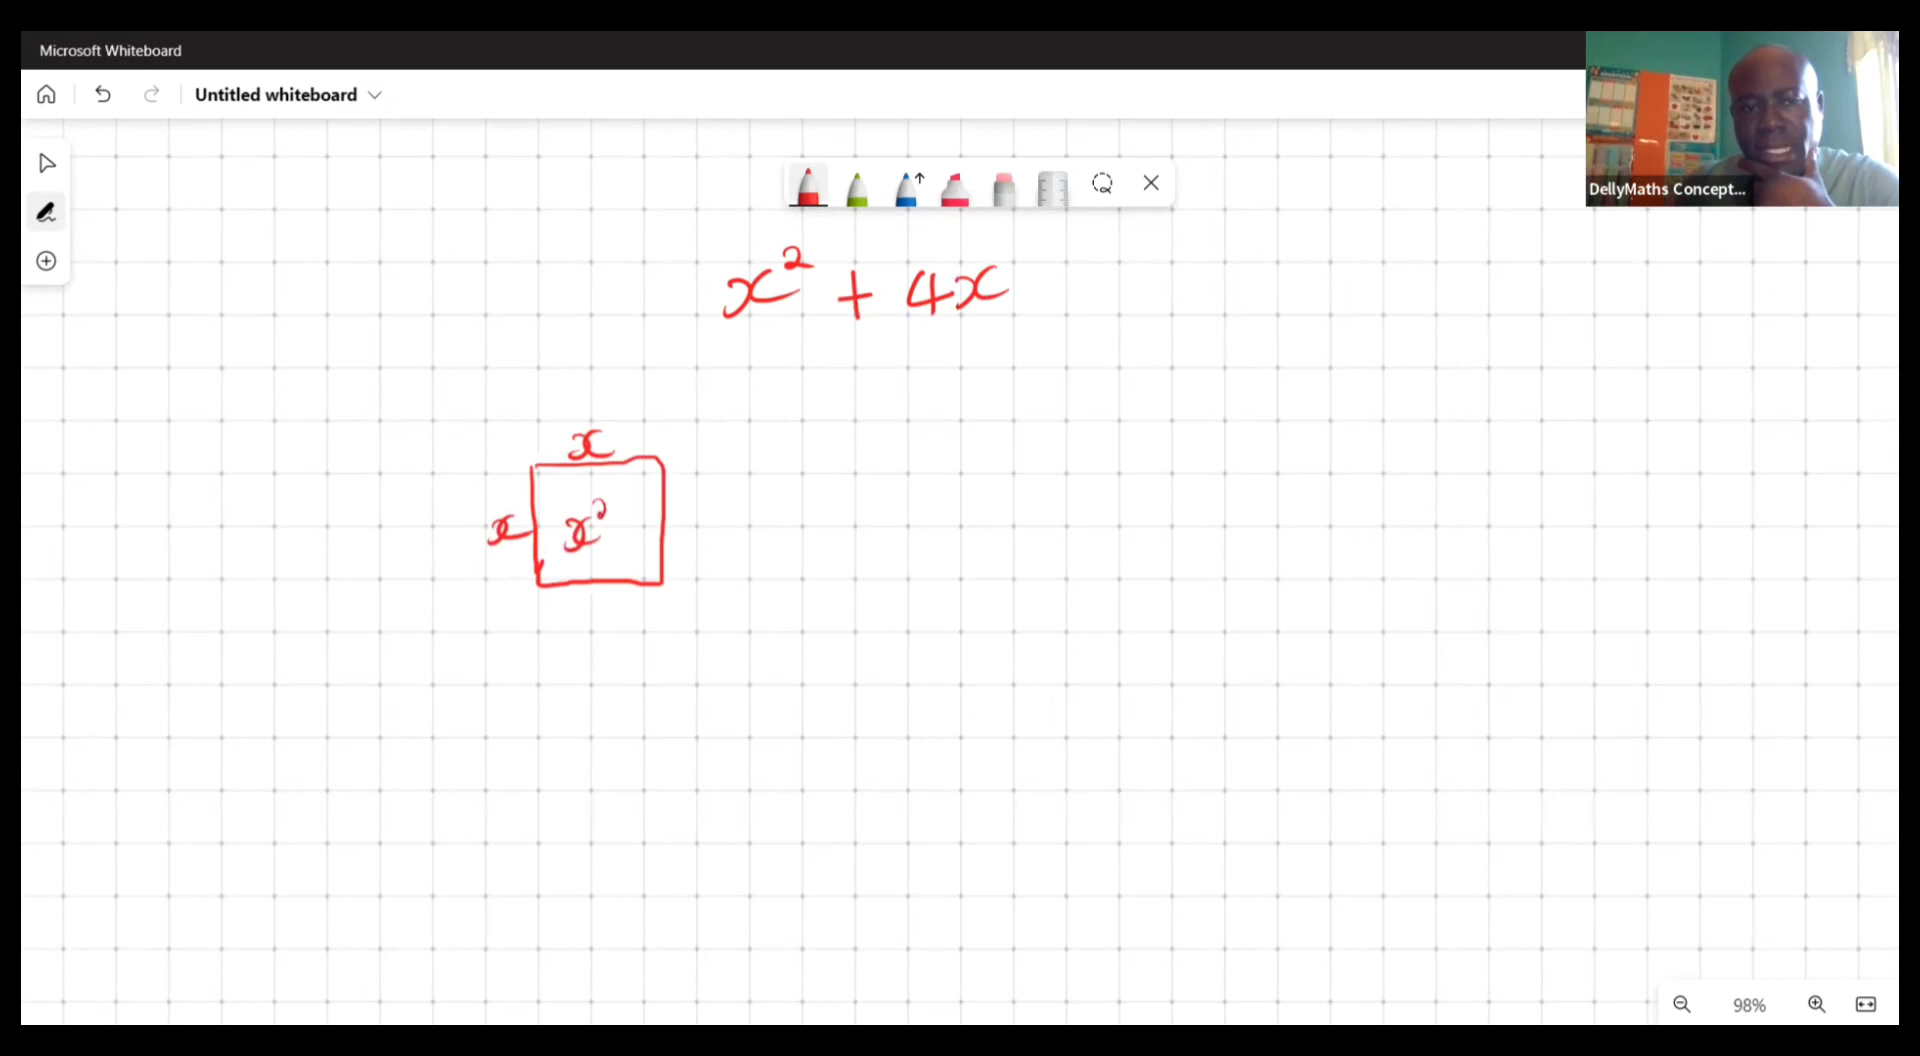 Microsoft Whiteboard
Untitled whiteboard
DellyMaths Concept...
x² + 4x
x
x x²
98%